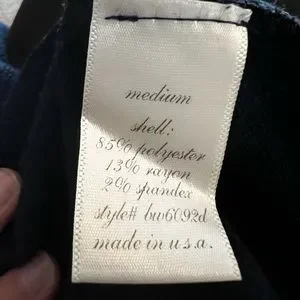 medium
shell:
85% polyester
13% rayon
2% spandex
style# bw6092d
made in u.s.a.